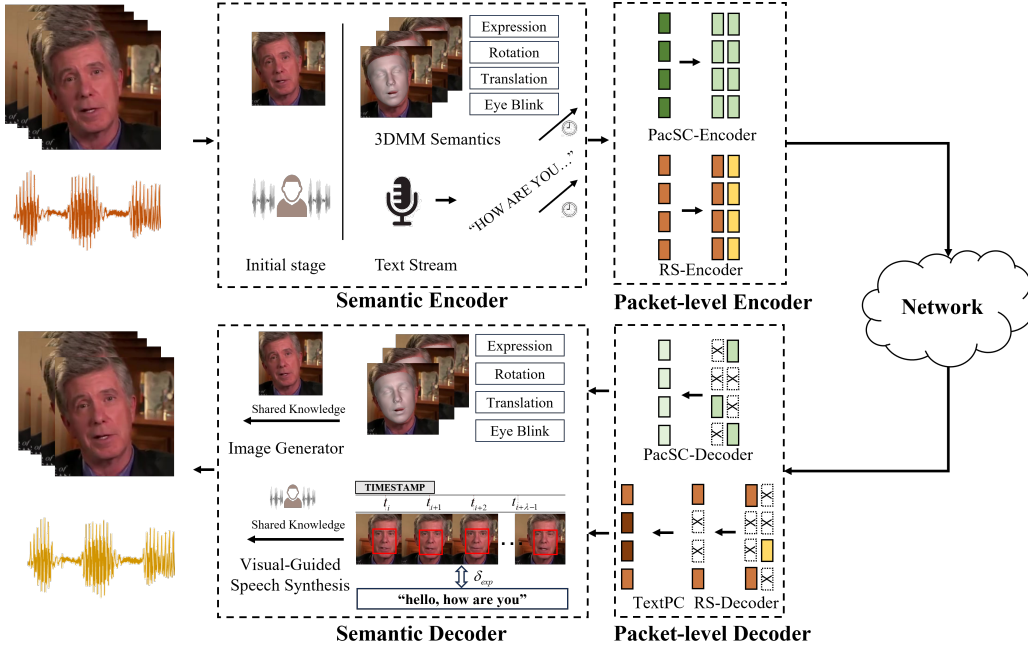 Expression
Rotation
Translation
Eye Blink
3DMM Semantics
"HOW ARE YOU…"
Initial stage
Text Stream
Semantic Encoder
PacSC-Encoder
RS-Encoder
Packet-level Encoder
Network
Shared Knowledge
Image Generator
Expression
Rotation
Translation
Eye Blink
Shared Knowledge
Visual-Guided
Speech Synthesis
TIMESTAMP
t_i t_{i+1} t_{i+2} t_{i+λ-1}
. .
δ_{exp}
“hello, how are you”
Semantic Decoder
PacSC-Decoder
TextPC RS-Decoder
Packet-level Decoder